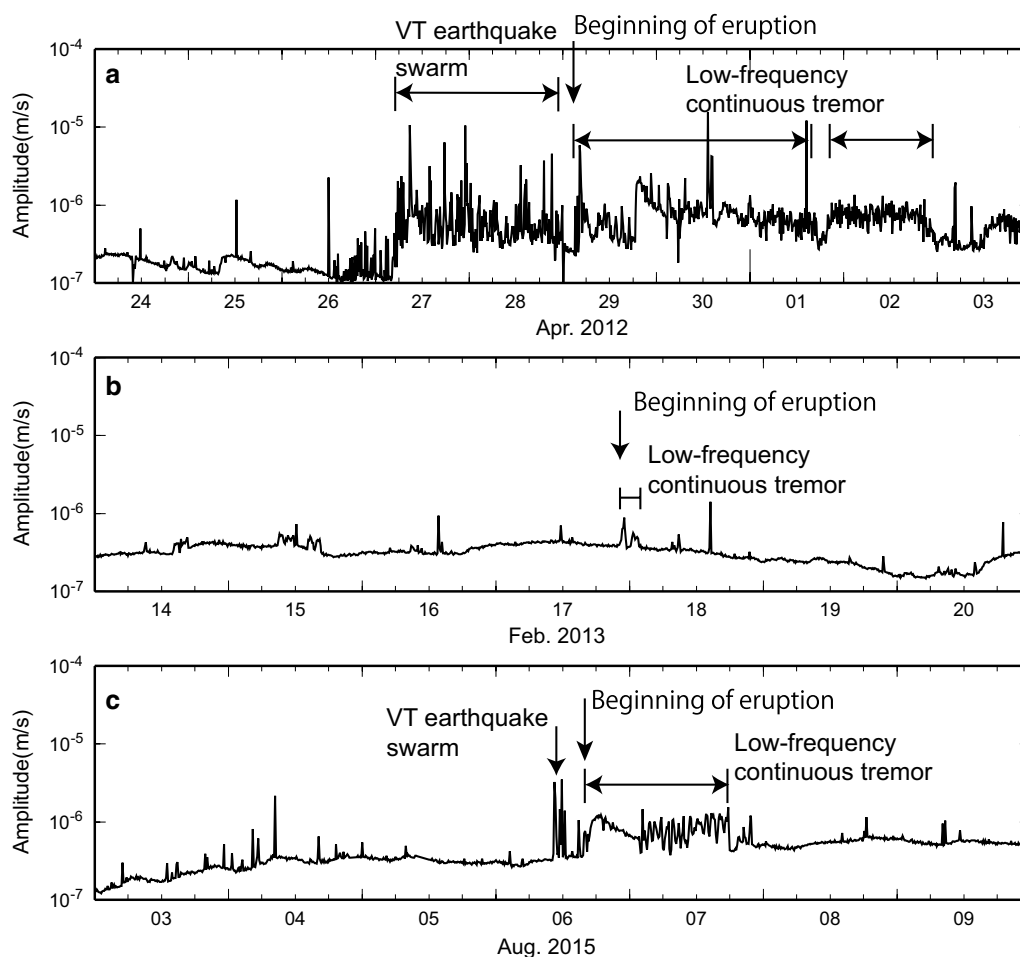 VT earthquake
swarm
Beginning of eruption
Low-frequency
continuous tremor
a
Amplitude(m/s)
10-4
10-5
10-6
10-7
24 25 26 27 28 29 30 01 02 03
Apr. 2012
b
Beginning of eruption
Low-frequency
continuous tremor
Amplitude(m/s)
10-4
10-5
10-6
10-7
14 15 16 17 18 19 20
Feb. 2013
c
VT earthquake
swarm
Beginning of eruption
Low-frequency
continuous tremor
Amplitude(m/s)
10-4
10-5
10-6
10-7
03 04 05 06 07 08 09
Aug. 2015